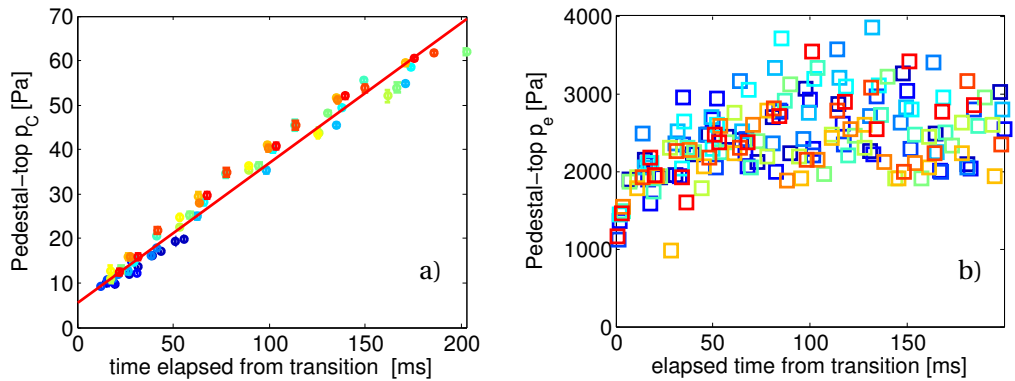 70
60
50
40
30
20
10
0
Pedestal-top p_C [Pa]
0 50 100 150 200
time elapsed from transition [ms]
a)
4000
3000
2000
1000
0
Pedestal-top p_e [Pa]
50 100 150
elapsed time from transition [ms]
b)